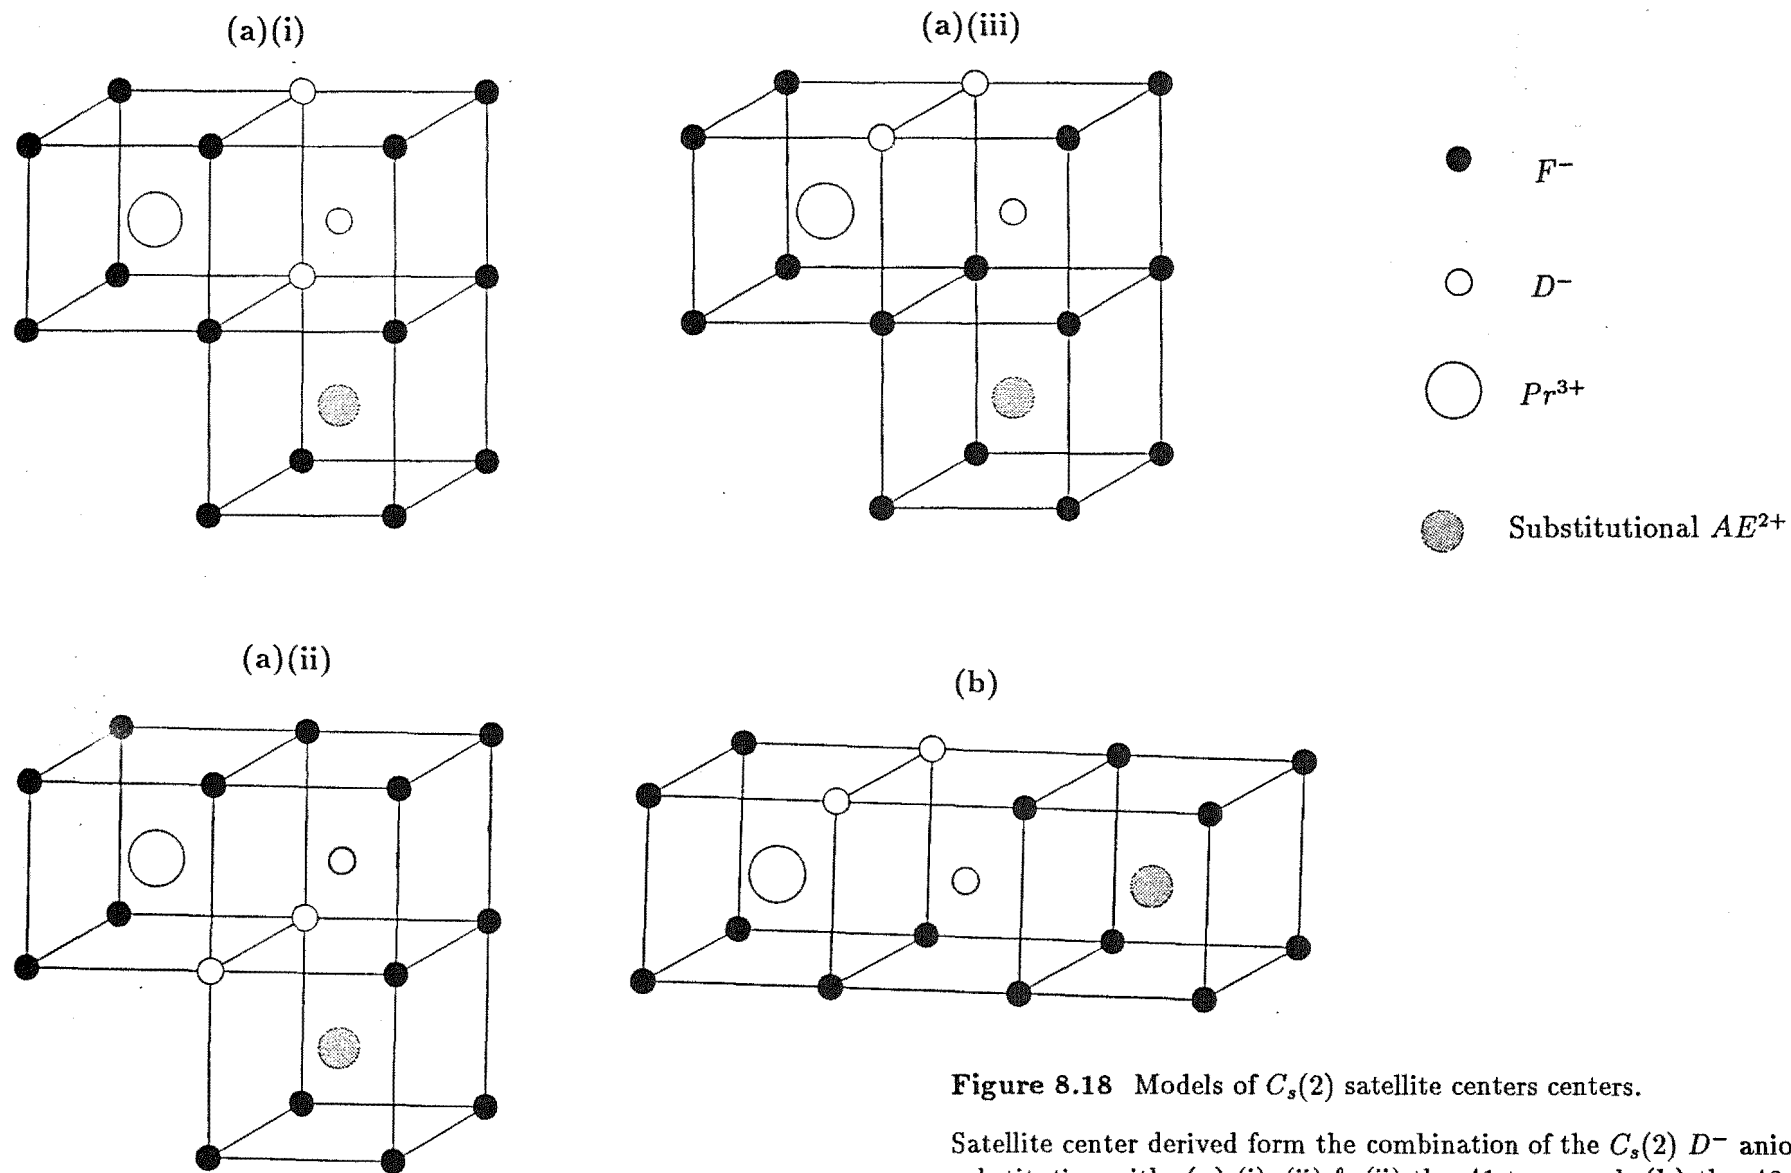 (a)(i)
(a)(iii)
F⁻
D⁻
Pr³⁺
Substitutional AE²⁺
(a)(ii)
(b)
Figure 8.18 Models of Cₛ(2) satellite centers centers.
Satellite center derived form the combination of the Cₛ(2) D⁻